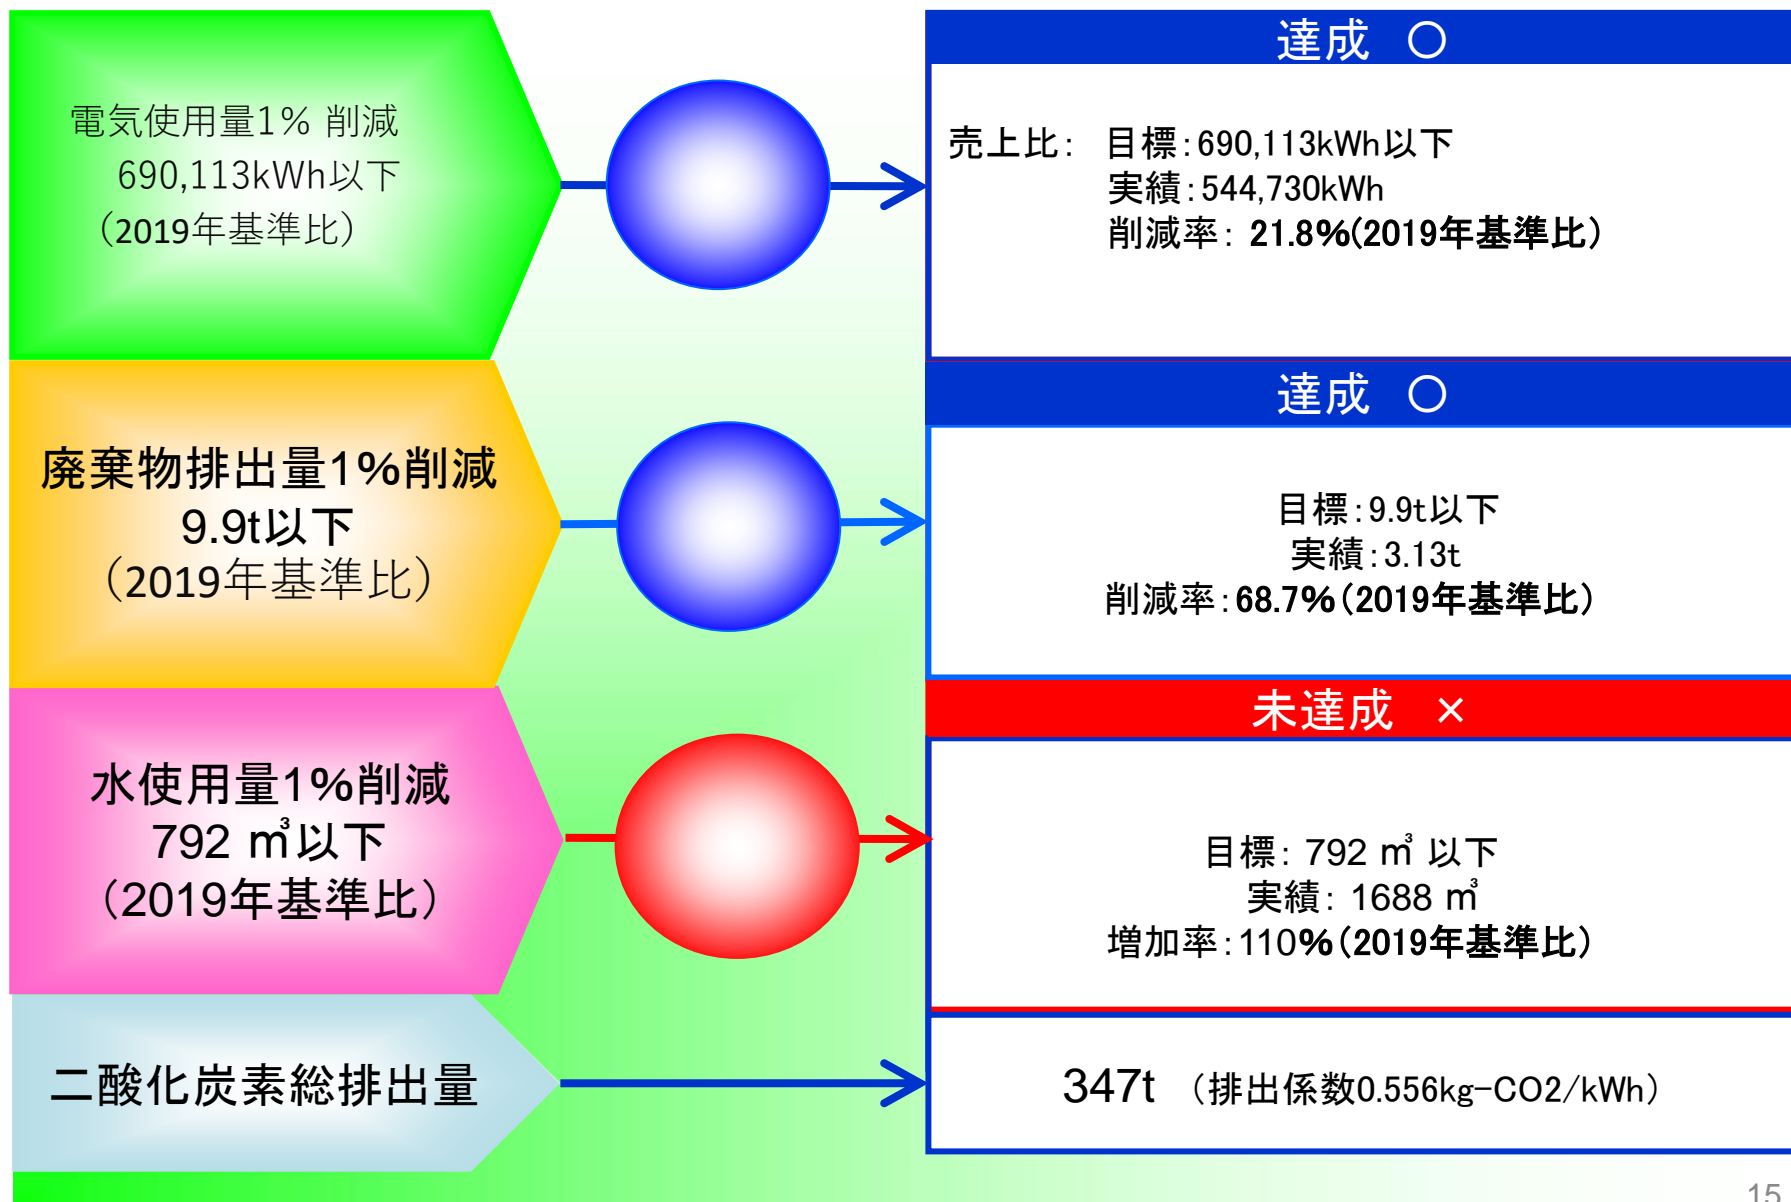 電気使用量1% 削減
690,113kWh以下
（2019年基準比）
達成 ○
売上比： 目標：690,113kWh以下
実績：544,730kWh
削減率： 21.8%(2019年基準比）
廃棄物排出量1%削減
9.9t以下
（2019年基準比）
達成 ○
目標：9.9t以下
実績：3.13t
削減率：68.7%（2019年基準比）
水使用量1%削減
792 ㎥以下
（2019年基準比）
未達成 ×
目標： 792 ㎥ 以下
実績： 1688 ㎥
増加率：110%（2019年基準比）
二酸化炭素総排出量
347t （排出係数0.556kg-CO2/kWh）
15